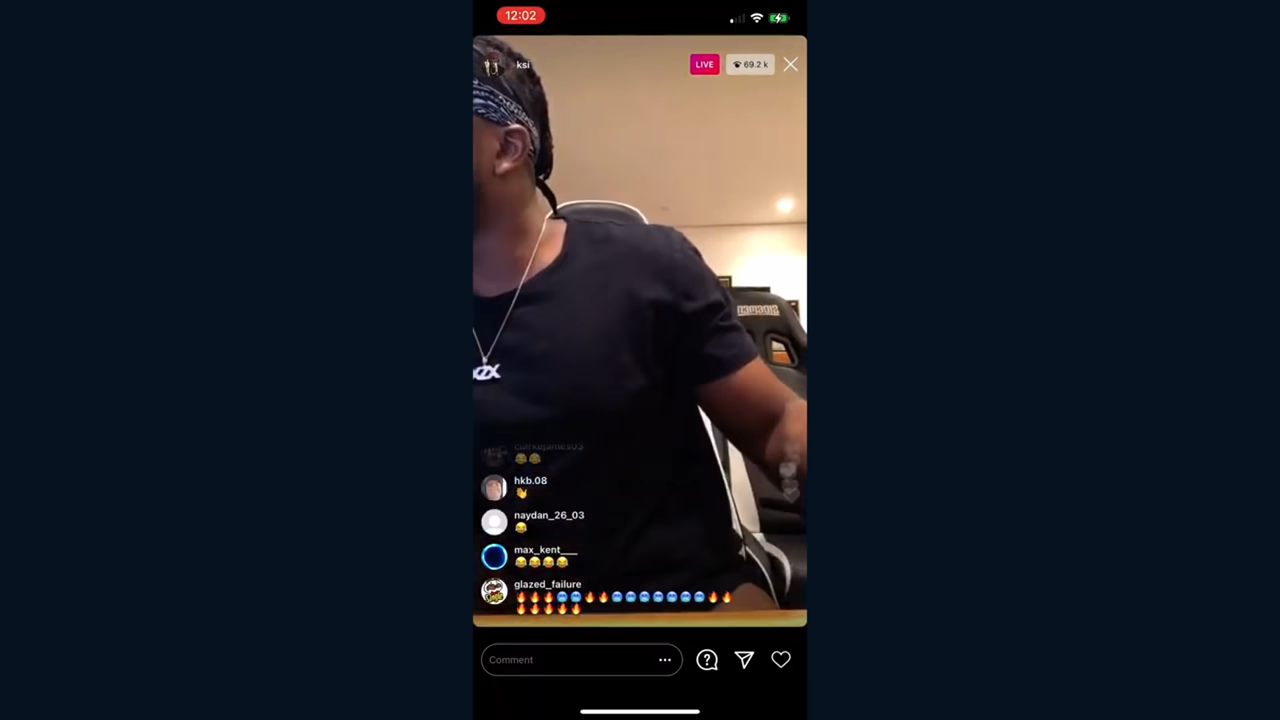 12:02
ksi
LIVE
69.2 k
hkb.08
naydan_26_03
max_kent___
glazed_failure
Comment